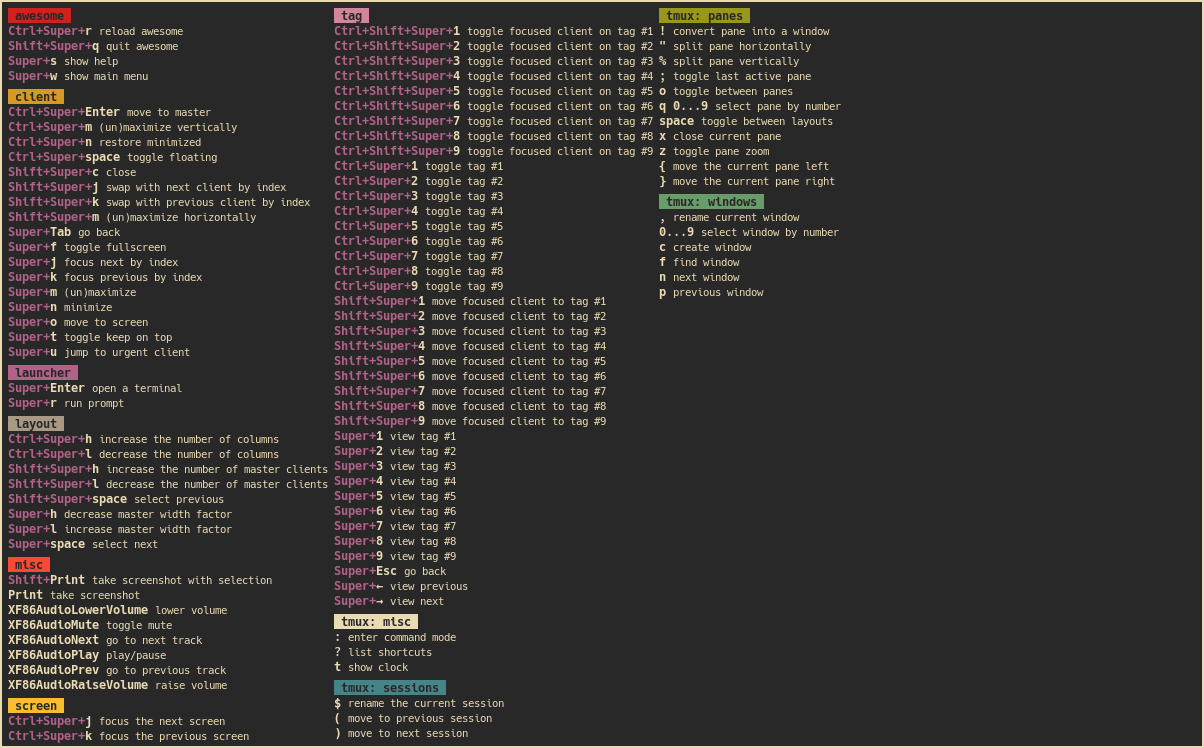 awesome
Ctrl+Super+r reload awesome
Shift+Super+q quit awesome
Super+s show help
Super+w show main menu
client
Ctrl+Super+Enter move to master
Ctrl+Super+m (un)maximize vertically
Ctrl+Super+n restore minimized
Ctrl+Super+space toggle floating
Shift+Super+c close
Shift+Super+j swap with next client by index
Shift+Super+k swap with previous client by index
Shift+Super+m (un)maximize horizontally
Super+Tab go back
Super+f toggle fullscreen
Super+j focus next by index
Super+k focus previous by index
Super+m (un)maximize
Super+n minimize
Super+o move to screen
Super+t toggle keep on top
Super+u jump to urgent client
launcher
Super+Enter open a terminal
Super+r run prompt
layout
Ctrl+Super+h increase the number of columns
Ctrl+Super+l decrease the number of columns
Shift+Super+h increase the number of master clients
Shift+Super+l decrease the number of master clients
Shift+Super+space select previous
Super+h decrease master width factor
Super+l increase master width factor
Super+space select next
misc
Shift+Print take screenshot with selection
Print take screenshot
XF86AudioLowerVolume lower volume
XF86AudioMute toggle mute
XF86AudioNext go to next track
XF86AudioPlay play/pause
XF86AudioPrev go to previous track
XF86AudioRaiseVolume raise volume
screen
Ctrl+Super+j focus the next screen
Ctrl+Super+k focus the previous screen
tag
Ctrl+Shift+Super+1 toggle focused client on tag #1
Ctrl+Shift+Super+2 toggle focused client on tag #2
Ctrl+Shift+Super+3 toggle focused client on tag #3
Ctrl+Shift+Super+4 toggle focused client on tag #4
Ctrl+Shift+Super+5 toggle focused client on tag #5
Ctrl+Shift+Super+6 toggle focused client on tag #6
Ctrl+Shift+Super+7 toggle focused client on tag #7
Ctrl+Shift+Super+8 toggle focused client on tag #8
Ctrl+Shift+Super+9 toggle focused client on tag #9
Ctrl+Super+1 toggle tag #1
Ctrl+Super+2 toggle tag #2
Ctrl+Super+3 toggle tag #3
Ctrl+Super+4 toggle tag #4
Ctrl+Super+5 toggle tag #5
Ctrl+Super+6 toggle tag #6
Ctrl+Super+7 toggle tag #7
Ctrl+Super+8 toggle tag #8
Ctrl+Super+9 toggle tag #9
Shift+Super+1 move focused client to tag #1
Shift+Super+2 move focused client to tag #2
Shift+Super+3 move focused client to tag #3
Shift+Super+4 move focused client to tag #4
Shift+Super+5 move focused client to tag #5
Shift+Super+6 move focused client to tag #6
Shift+Super+7 move focused client to tag #7
Shift+Super+8 move focused client to tag #8
Shift+Super+9 move focused client to tag #9
Super+1 view tag #1
Super+2 view tag #2
Super+3 view tag #3
Super+4 view tag #4
Super+5 view tag #5
Super+6 view tag #6
Super+7 view tag #7
Super+8 view tag #8
Super+9 view tag #9
Super+Esc go back
Super+← view previous
Super+→ view next
tmux: misc
: enter command mode
? list shortcuts
t show clock
tmux: sessions
$ rename the current session
( move to previous session
) move to next session
tmux: panes
! convert pane into a window
" split pane horizontally
% split pane vertically
; toggle last active pane
o toggle between panes
q 0...9 select pane by number
space toggle between layouts
x close current pane
z toggle pane zoom
{ move the current pane left
} move the current pane right
tmux: windows
, rename current window
0...9 select window by number
c create window
f find window
n next window
p previous window